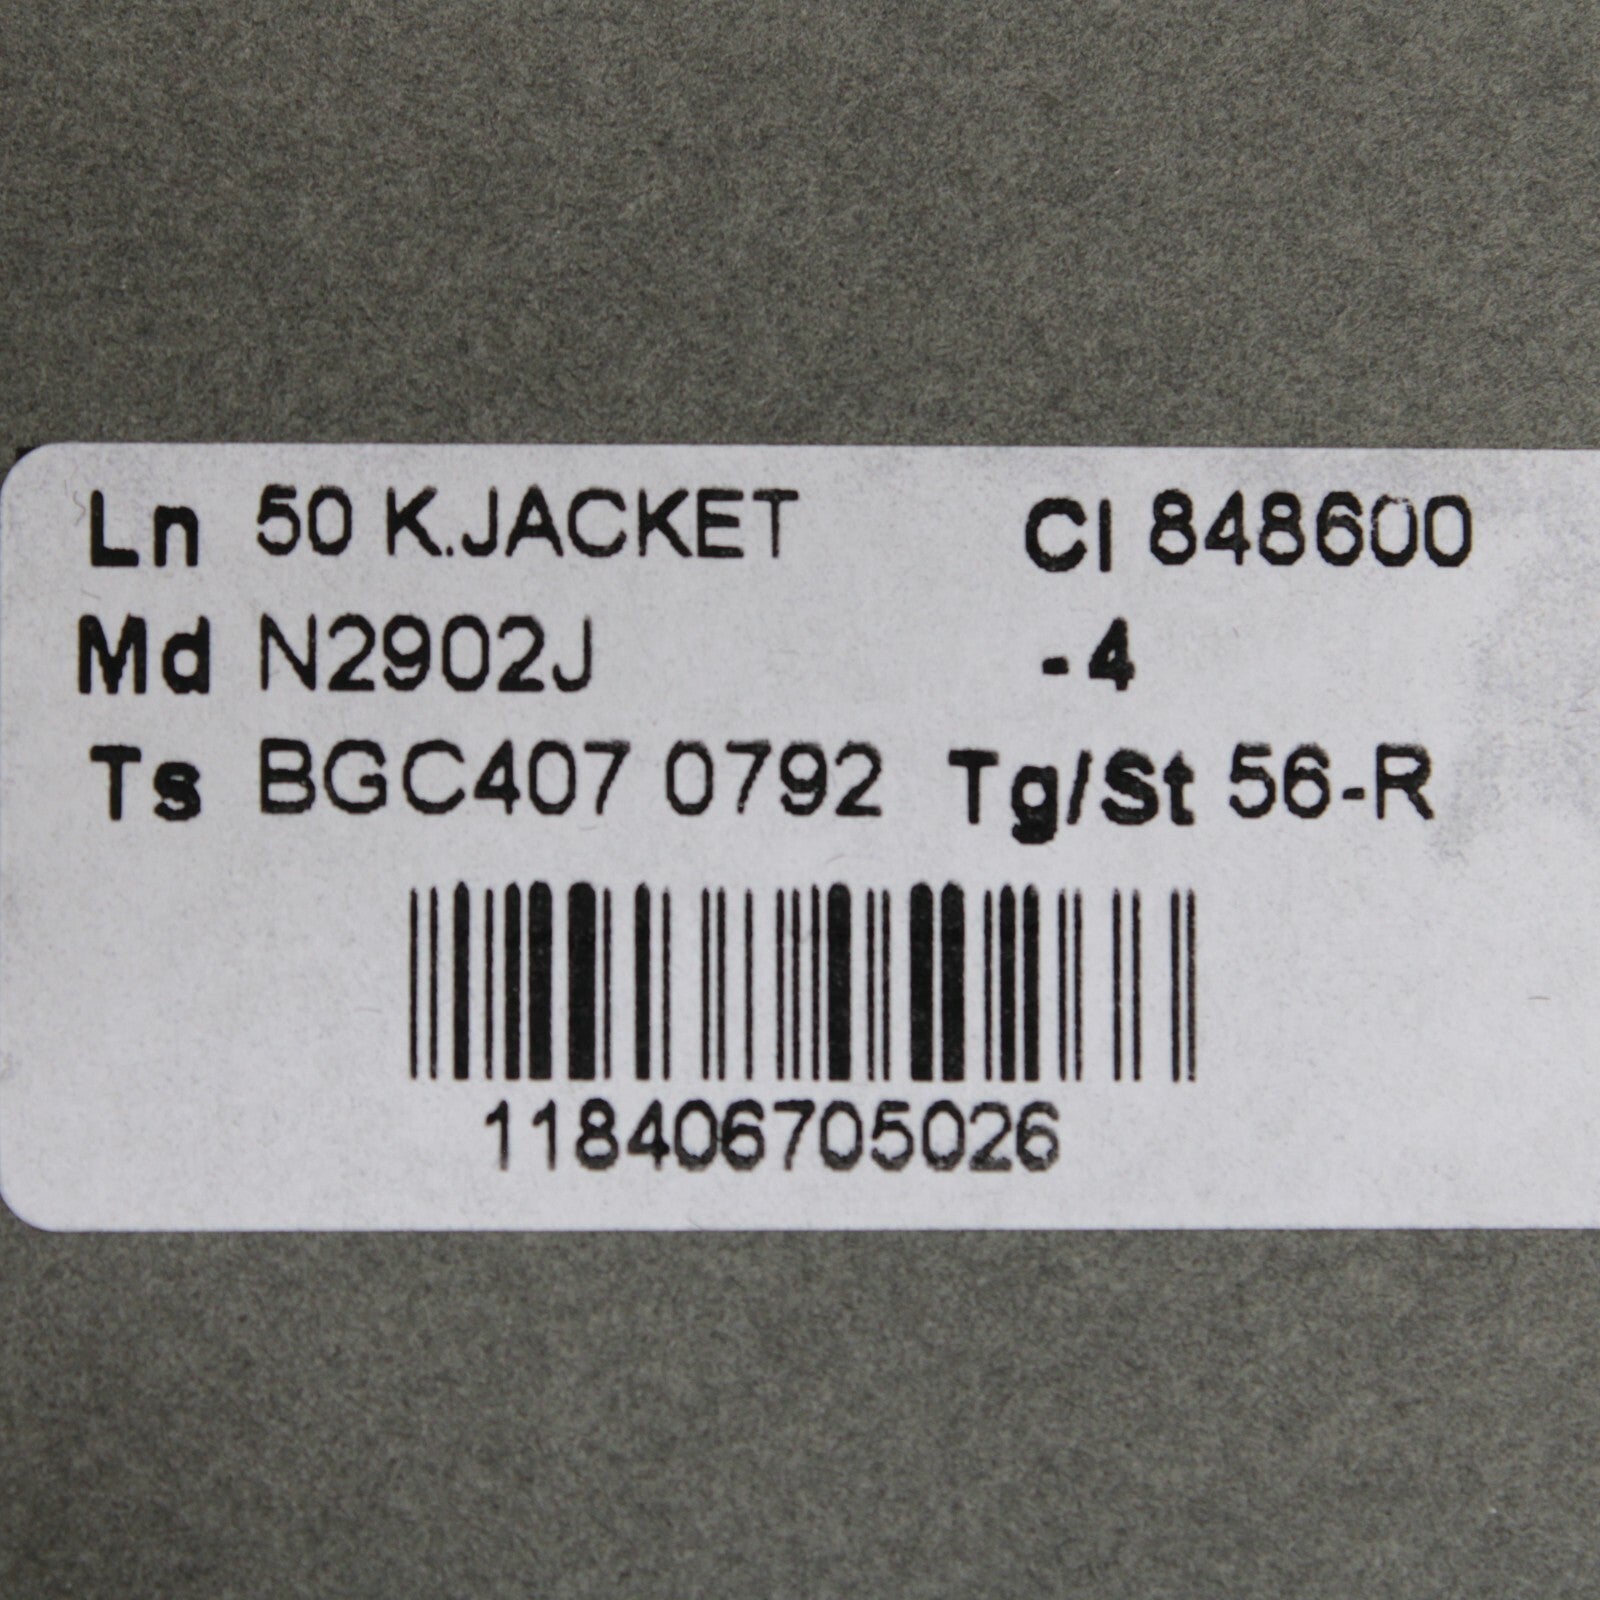 Ln 50 K.JACKET Cl 848600
Md N2902J -4
Ts BGC407 0792 Tg/St 56-R
118406705026